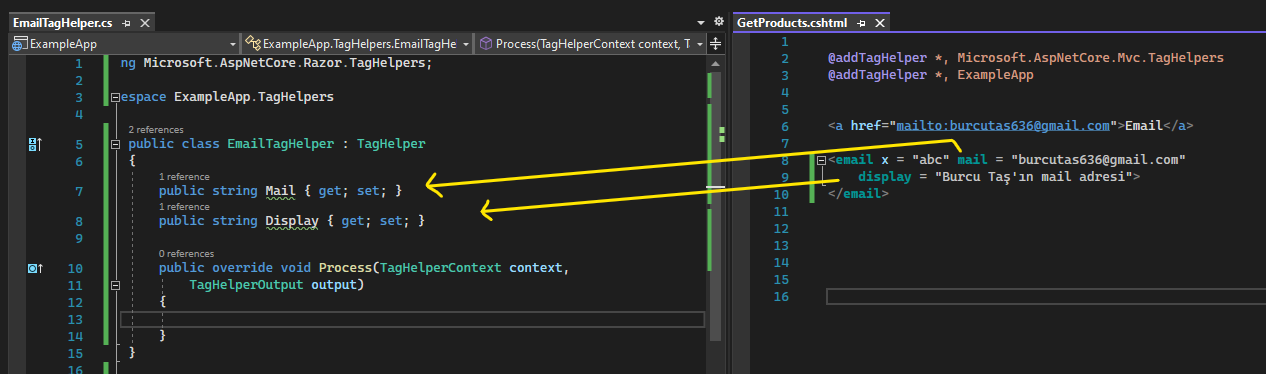 EmailTagHelper.cs
ExampleApp
ExampleApp.TagHelpers.EmailTagHe
Process(TagHelperContext context, T
1 ng Microsoft.AspNetCore.Razor.TagHelpers;
2
3 espace ExampleApp.TagHelpers
4
2 references
5 public class EmailTagHelper : TagHelper
6 {
1 reference
7 public string Mail { get; set; }
1 reference
8 public string Display { get; set; }
9
0 references
10 public override void Process(TagHelperContext context,
11 TagHelperOutput output)
12 {
13
14 }
15 }
16
GetProducts.cshtml
1
2 @addTagHelper *, Microsoft.AspNetCore.Mvc.TagHelpers
3 @addTagHelper *, ExampleApp
4
5
6 <a href="mailto:burcutas636@gmail.com">Email</a>
7
8 <email x = "abc" mail = "burcutas636@gmail.com"
9 display = "Burcu Taş'ın mail adresi">
10 </email>
11
12
13
14
15
16